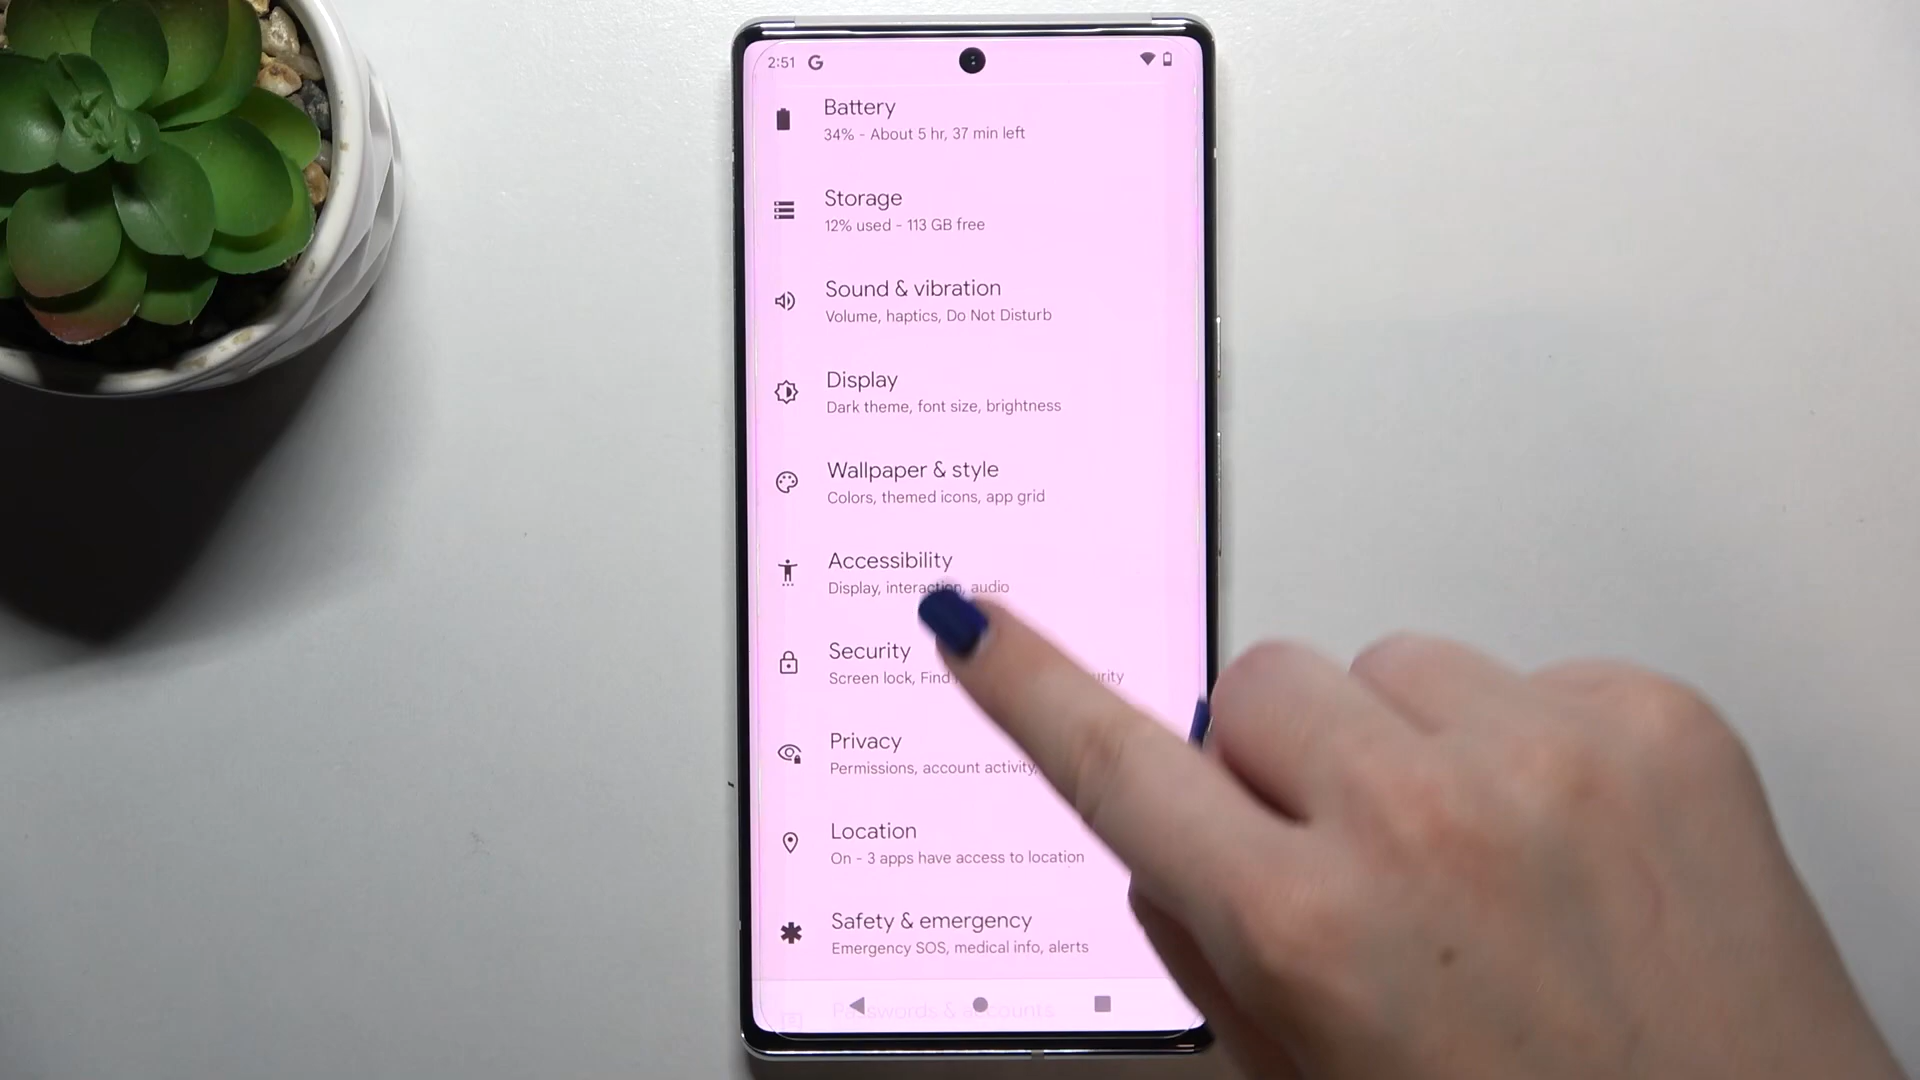 2:51 G
Battery
34% - About 5 hr, 37 min left
Storage
12% used - 113 GB free
Sound & vibration
Volume, haptics, Do Not Disturb
Display
Dark theme, font size, brightness
Wallpaper & style
Colors, themed icons, app grid
Accessibility
Display, interaction, audio
Security
Screen lock, Find
Privacy
Permissions, account activity,
Location
On - 3 apps have access to location
Safety & emergency
Emergency SOS, medical info, alerts
Passwords & accounts